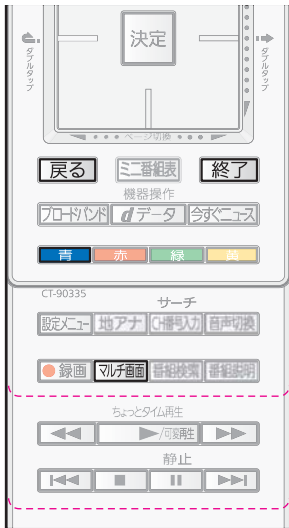 決定
ダブルタップ
ダブルタップ
ページ切換
戻る ミニ番組表 終了
機器操作
ブロードバンド dデータ 今すぐニュース
青 赤 緑 黄
CT-90335
サーチ
設定メニュー 地アナ CH番号入力 音声切換
録画 マルチ画面 番組検索 番組説明
ちょっとタイム再生
/可変再生
静止